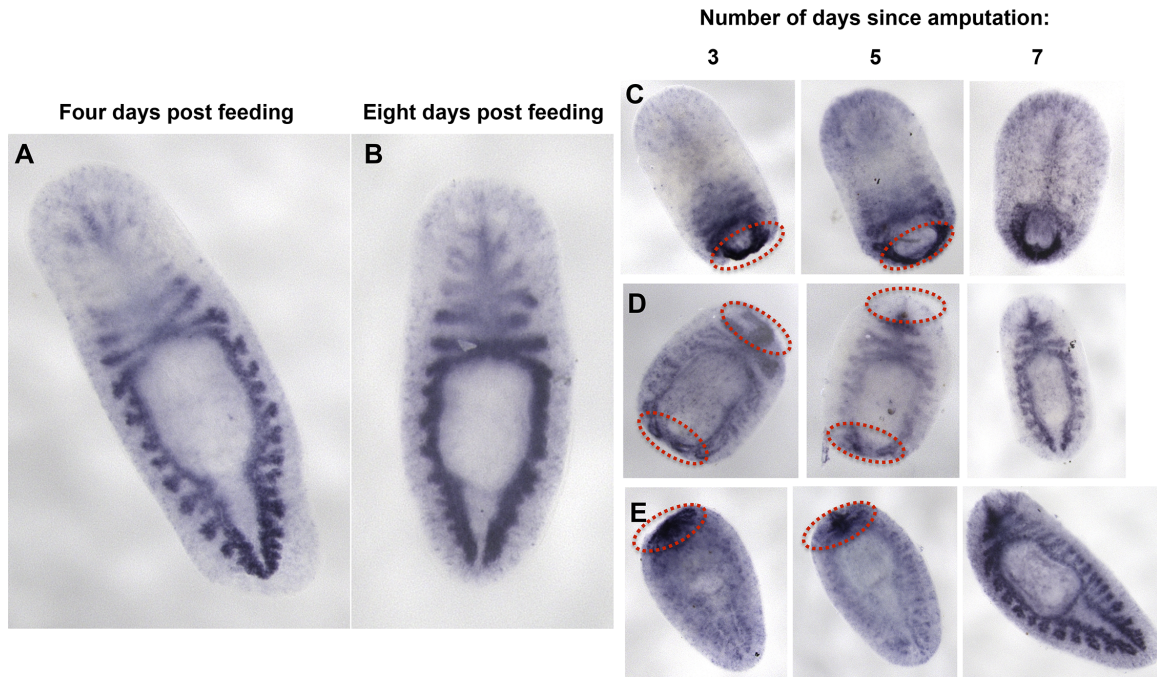 Number of days since amputation:
3 5 7
Four days post feeding Eight days post feeding
A B C
D
E